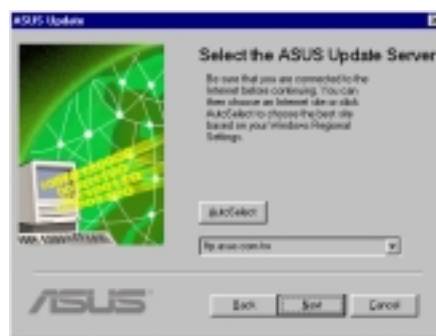 ASUS Update
Select the ASUS Update Server
Be sure that you are connected to the
Internet before continuing. You can
then choose an Internet site or click
AutoSelect to choose the best site
based on your Windows Regional
Settings.
AutoSelect
ftp.asus.com.tw
ASUS
Back
Next
Cancel